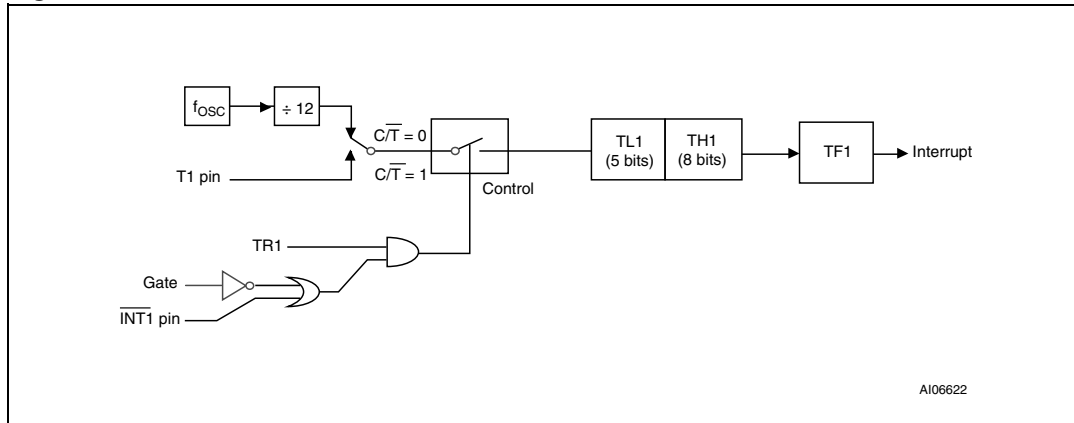 fOSC
÷ 12
C/T̅ = 0
C/T̅ = 1
T1 pin
Control
TL1
(5 bits)
TH1
(8 bits)
TF1
Interrupt
TR1
Gate
I̅N̅T̅1̅ pin
AI06622